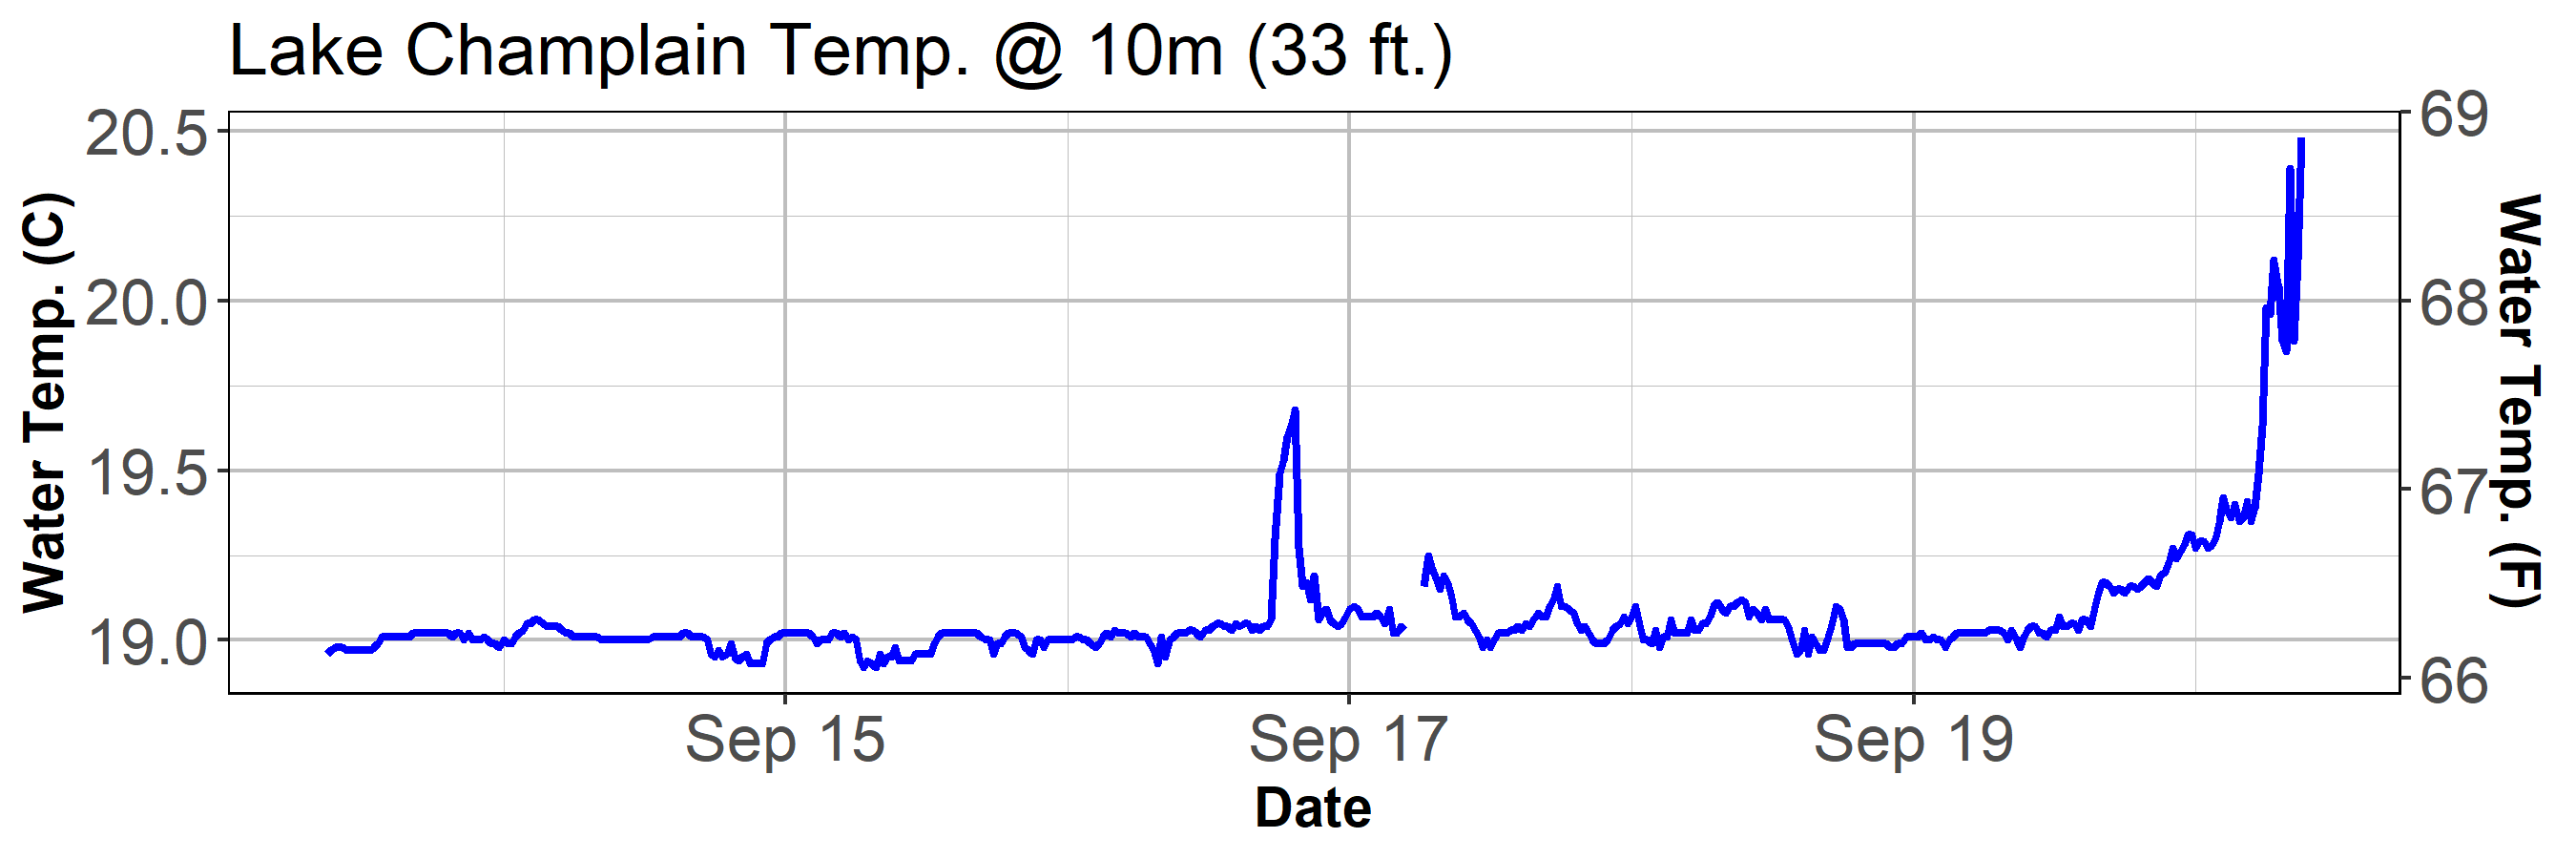 Lake Champlain Temp. @ 10m (33 ft.)
Water Temp. (C)
20.5
20.0
19.5
19.0
69
68
67
66
Water Temp. (F)
Sep 15
Sep 17
Sep 19
Date